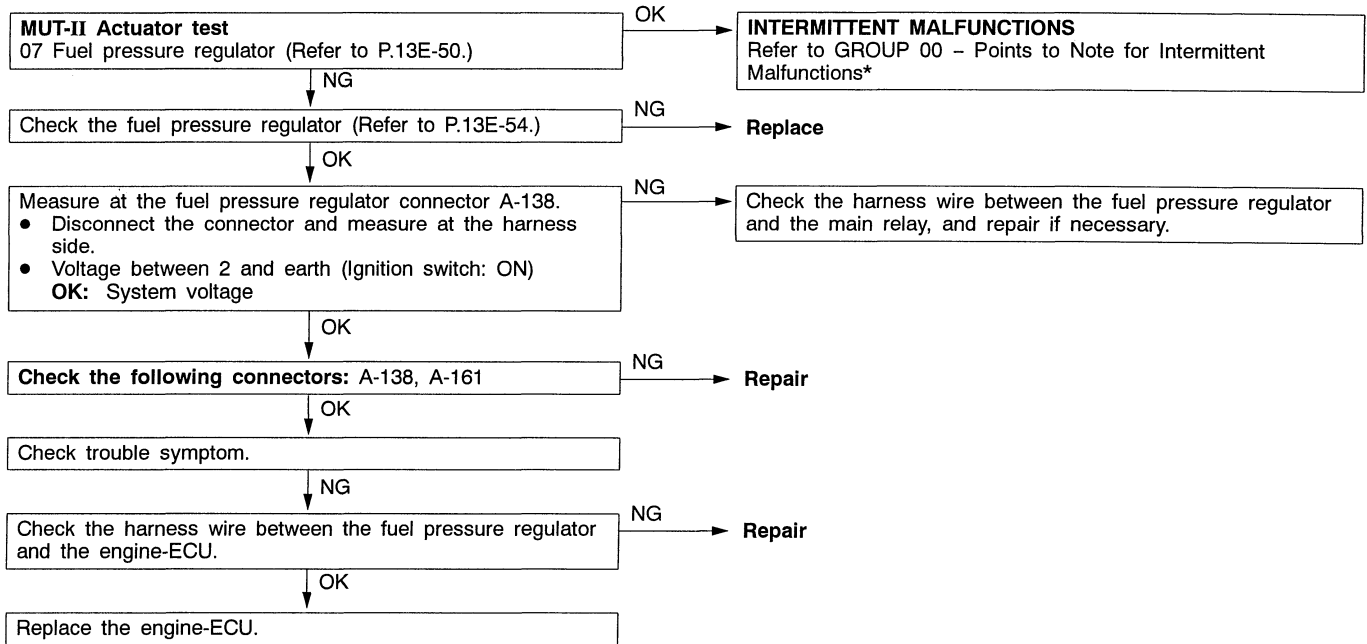 MUT-II Actuator test
07 Fuel pressure regulator (Refer to P.13E-50.)
OK
INTERMITTENT MALFUNCTIONS
Refer to GROUP 00 – Points to Note for Intermittent
Malfunctions*
NG
Check the fuel pressure regulator (Refer to P.13E-54.)
NG
Replace
OK
Measure at the fuel pressure regulator connector A-138.
● Disconnect the connector and measure at the harness
side.
● Voltage between 2 and earth (Ignition switch: ON)
OK: System voltage
NG
Check the harness wire between the fuel pressure regulator
and the main relay, and repair if necessary.
OK
Check the following connectors: A-138, A-161
NG
Repair
OK
Check trouble symptom.
NG
Check the harness wire between the fuel pressure regulator
and the engine-ECU.
NG
Repair
OK
Replace the engine-ECU.